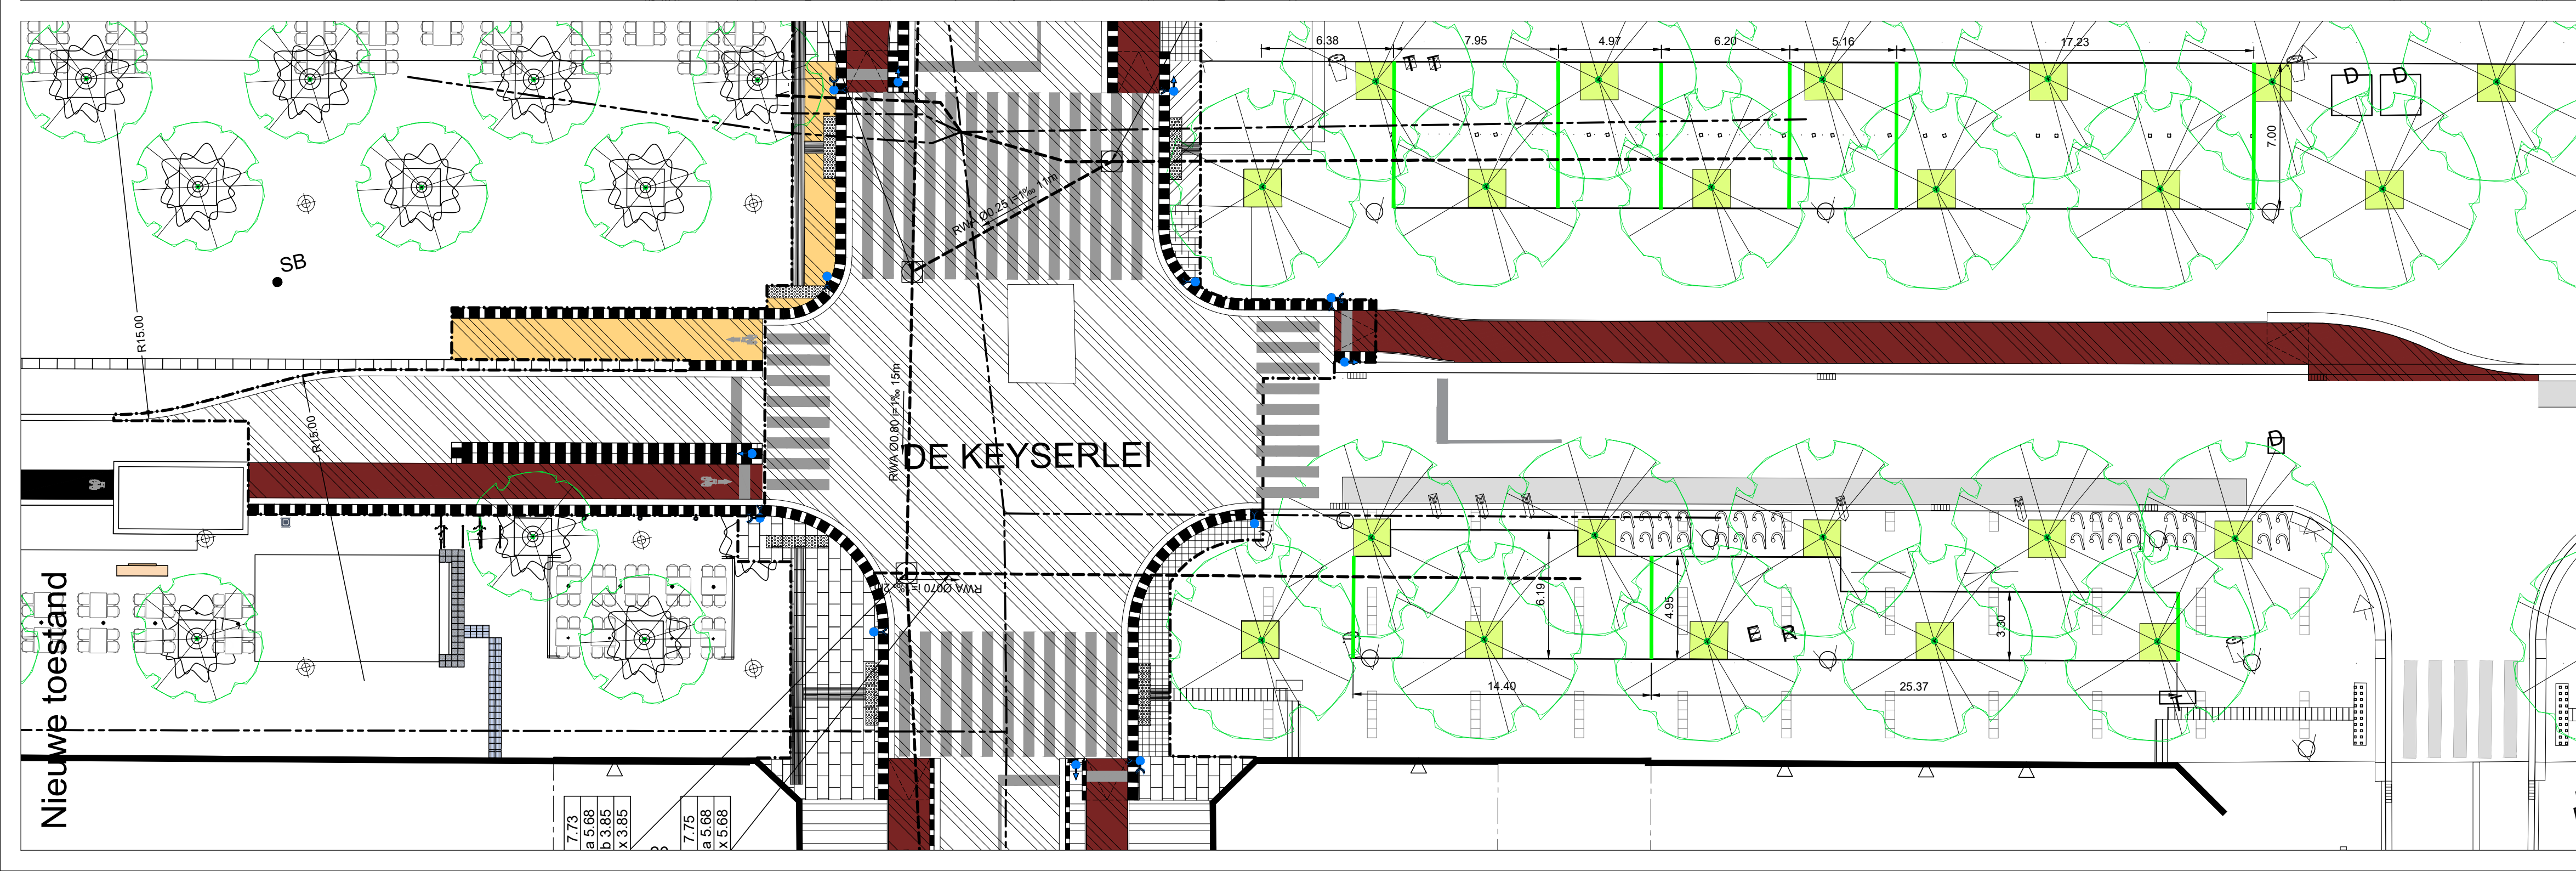 6.38
7.95
4.97
6.20
5.16
17.23
T T
D D
7.00
RWA Ø0.25 i=1‰ 11m
SB
R15.00
R15.00
RWA Ø0.80 i=1‰ 15m
DE KEYSERLEI
D
6.19
4.95
3.30
E R
14.40
25.37
T
Nieuwe toestand
7.73
a 5.68
b 3.85
x 3.85
7.75
a 5.68
x 5.68